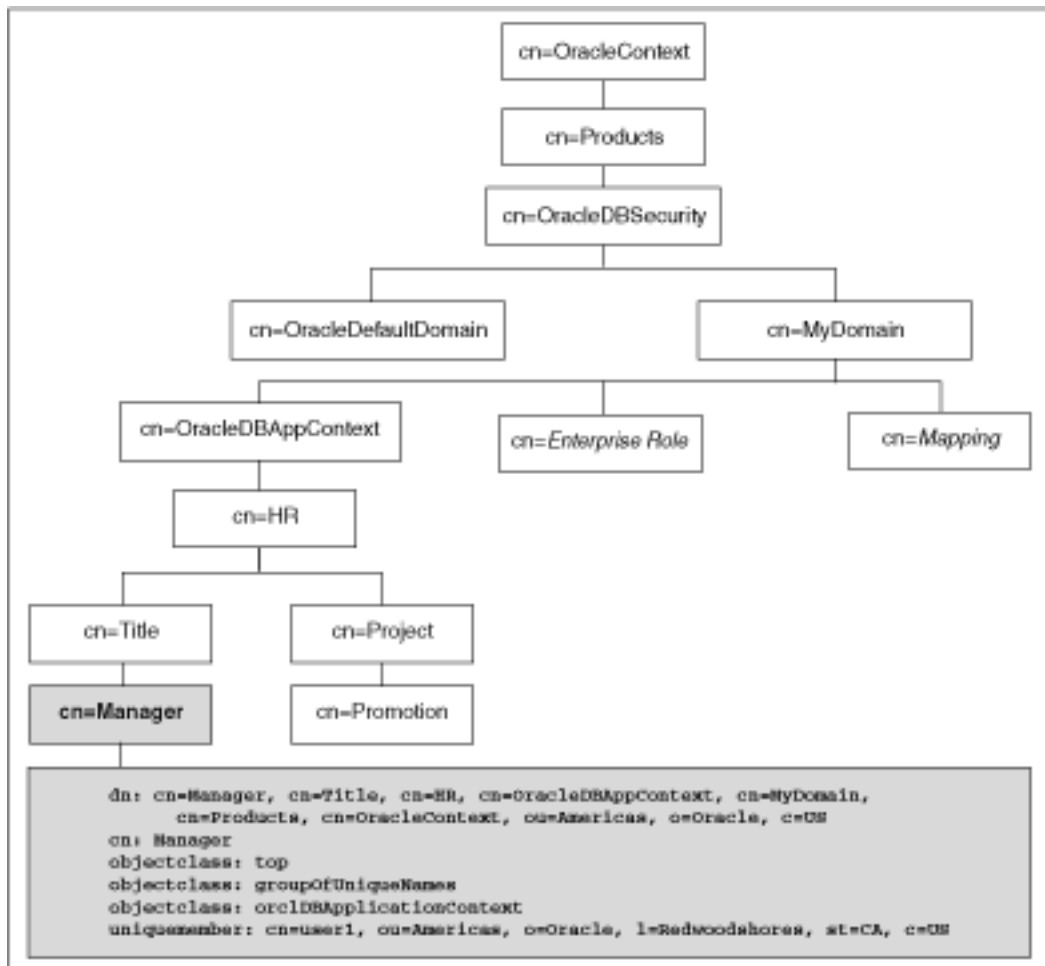 cn=OracleContext
cn=Products
cn=OracleDBSecurity
cn=OracleDefaultDomain
cn=MyDomain
cn=OracleDBAppContext
cn=Enterprise Role
cn=Mapping
cn=HR
cn=Title
cn=Project
cn=Manager
cn=Promotion
dn: cn=Manager, cn=Title, cn=HR, cn=OracleDBAppContext, cn=MyDomain,
cn=Products, cn=OracleContext, ou=Americas, o=Oracle, c=US
cn: Manager
objectclass: top
objectclass: groupOfUniqueNames
objectclass: orclDBApplicationContext
uniquemember: cn=user1, ou=Americas, o=Oracle, l=Redwoodshores, st=CA, c=US